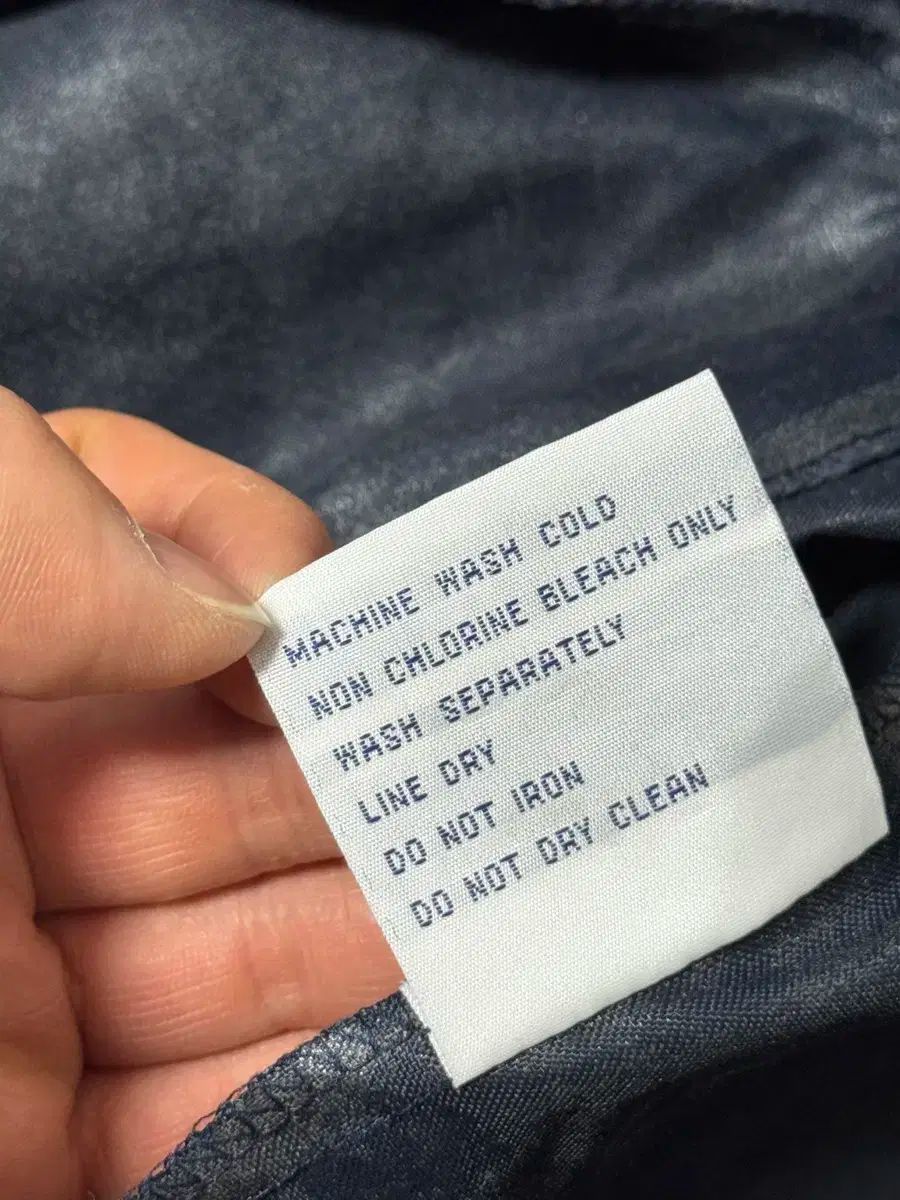 MACHINE WASH COLD
NON CHLORINE BLEACH ONLY
WASH SEPARATELY
LINE DRY
DO NOT IRON
DO NOT DRY CLEAN